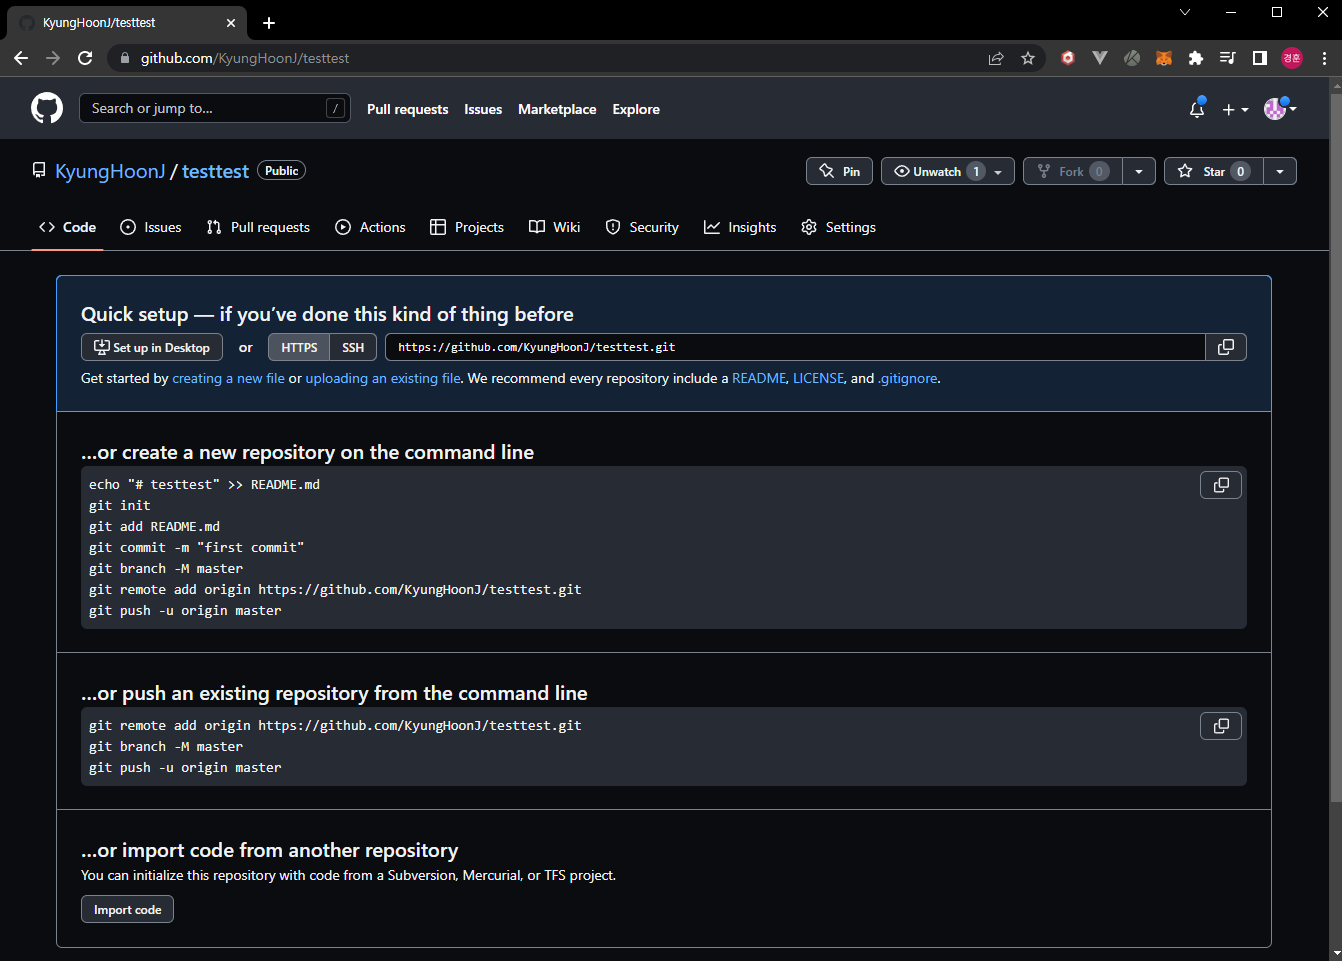 KyungHoonJ/testtest
github.com/KyungHoonJ/testtest
경훈
Search or jump to... /
Pull requests Issues Marketplace Explore
KyungHoonJ / testtest Public
Pin Unwatch 1 Fork 0 Star 0
Code Issues Pull requests Actions Projects Wiki Security Insights Settings
Quick setup — if you’ve done this kind of thing before
Set up in Desktop or HTTPS SSH https://github.com/KyungHoonJ/testtest.git
Get started by creating a new file or uploading an existing file. We recommend every repository include a README, LICENSE, and .gitignore.
…or create a new repository on the command line
echo "# testtest" >> README.md
git init
git add README.md
git commit -m "first commit"
git branch -M master
git remote add origin https://github.com/KyungHoonJ/testtest.git
git push -u origin master
…or push an existing repository from the command line
git remote add origin https://github.com/KyungHoonJ/testtest.git
git branch -M master
git push -u origin master
…or import code from another repository
You can initialize this repository with code from a Subversion, Mercurial, or TFS project.
Import code